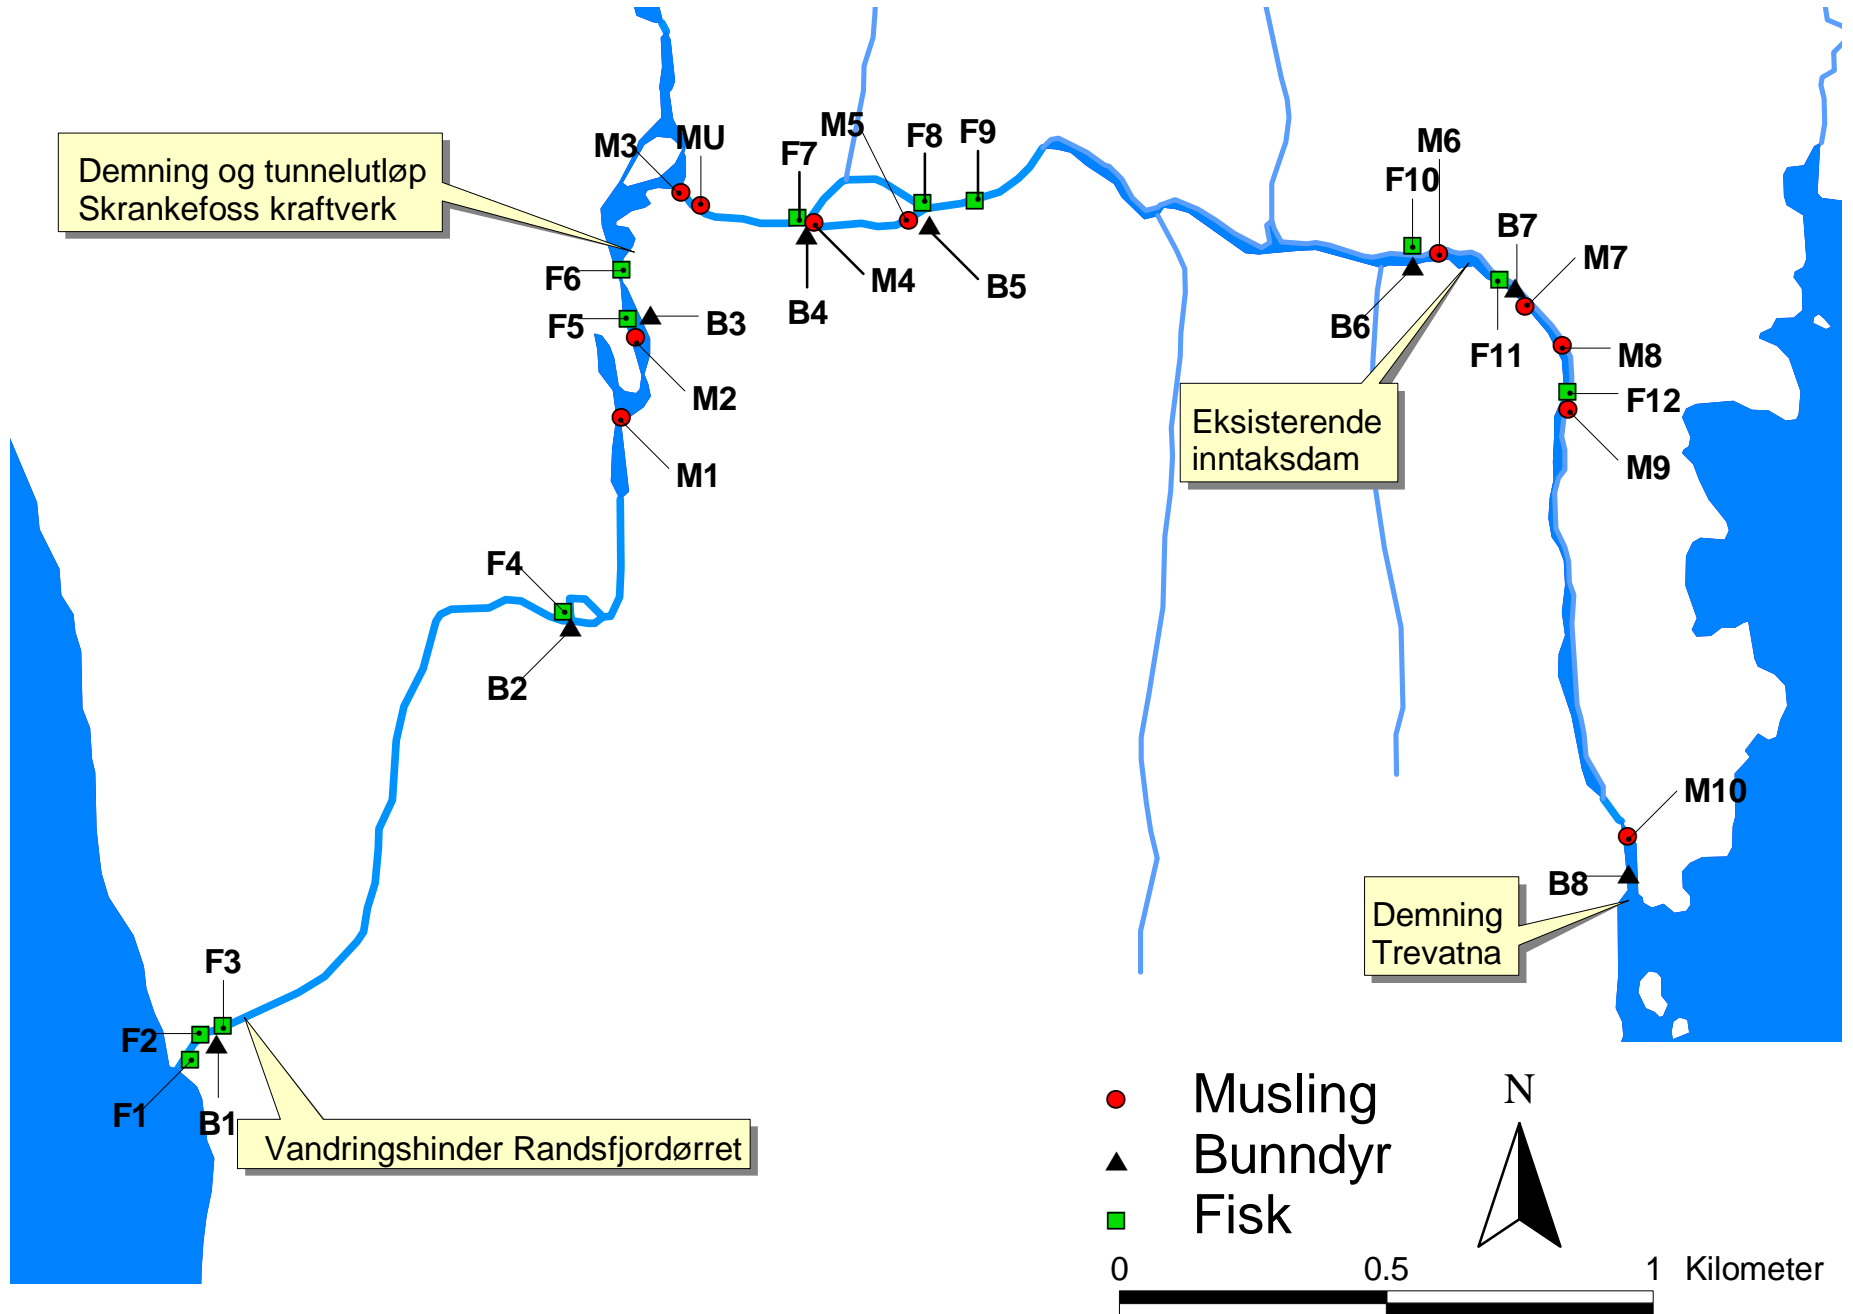 M3
MU
M5
F8
F9
F7
M6
F10
B7
M7
Demning og tunnelutløp
Skrankefoss kraftverk
F6
M4
B5
B4
F5
B3
B6
F11
M8
M2
F12
Eksisterende
inntaksdam
M1
M9
F4
B2
M10
B8
Demning
Trevatna
F3
F2
F1
B1
Vandringshinder Randsfjordørret
Musling
Bunndyr
Fisk
N
0 0.5 1 Kilometer